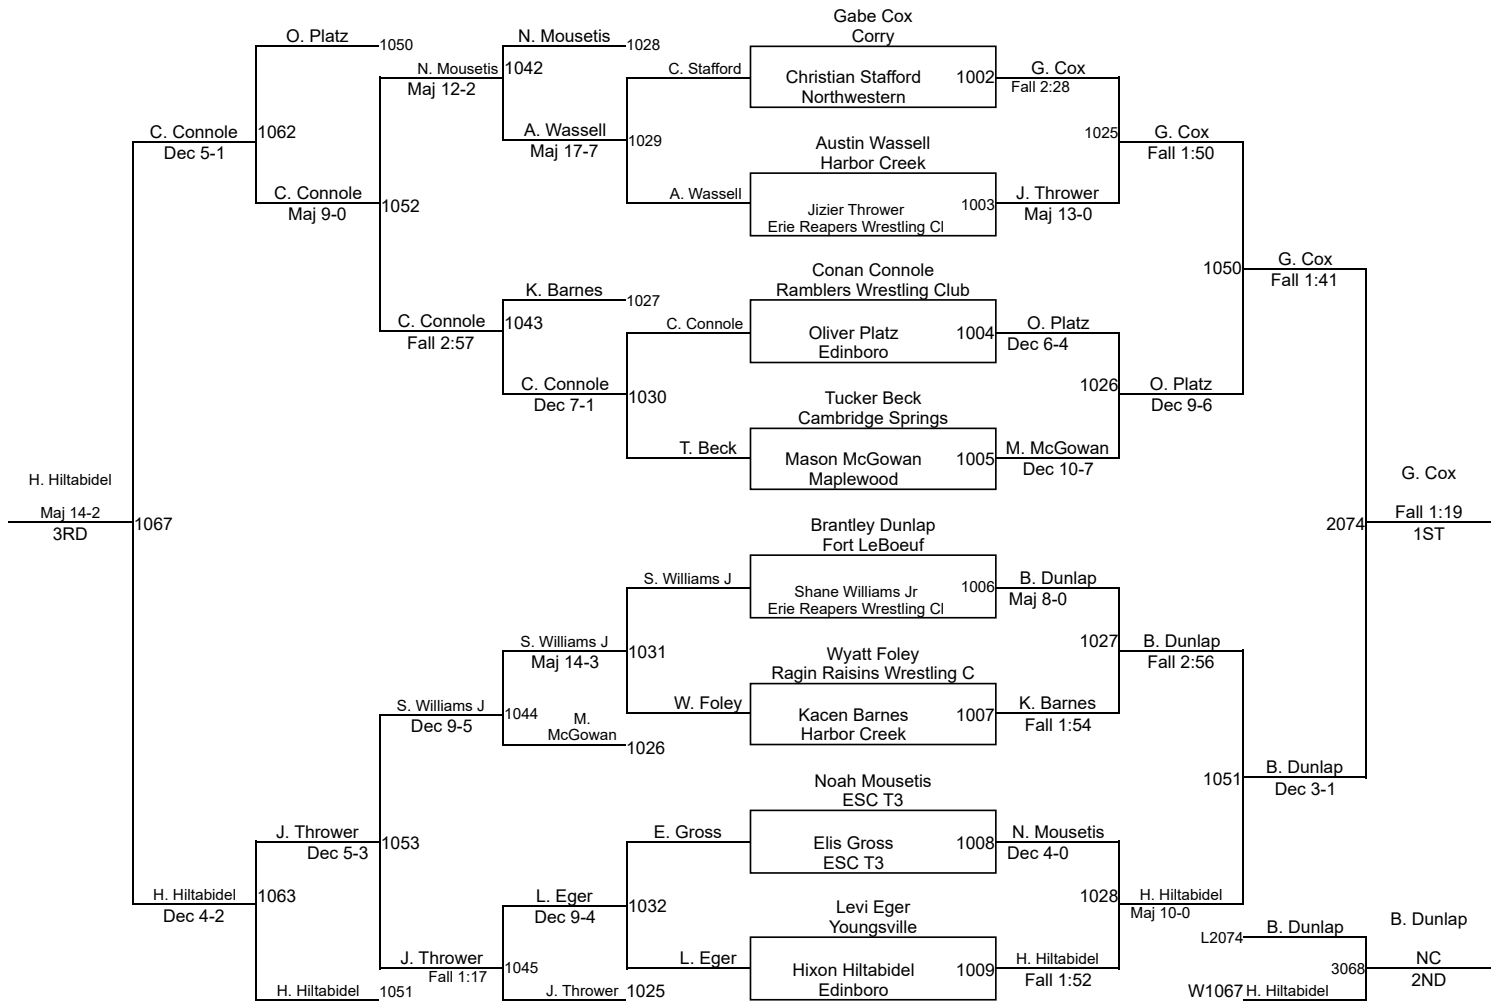 Gabe Cox
Corry
O. Platz
1050
N. Mousetis
1028
N. Mousetis
1042
Maj 12-2
C. Stafford
Christian Stafford
1002
Northwestern
G. Cox
Fall 2:28
C. Connole
1062
Dec 5-1
A. Wassell
Maj 17-7
1029
Austin Wassell
Harbor Creek
1025
G. Cox
Fall 1:50
C. Connole
Maj 9-0
1052
A. Wassell
Jizier Thrower
1003
Erie Reapers Wrestling Cl
J. Thrower
Maj 13-0
Conan Connole
Ramblers Wrestling Club
1050
G. Cox
Fall 1:41
K. Barnes
1027
C. Connole
1043
Fall 2:57
C. Connole
Oliver Platz
1004
Edinboro
O. Platz
Dec 6-4
C. Connole
Dec 7-1
1030
Tucker Beck
Cambridge Springs
1026
O. Platz
Dec 9-6
T. Beck
Mason McGowan
1005
Maplewood
M. McGowan
Dec 10-7
H. Hiltabidel
Maj 14-2
3RD
1067
G. Cox
2074
Fall 1:19
1ST
Brantley Dunlap
Fort LeBoeuf
S. Williams J
Shane Williams Jr
1006
Erie Reapers Wrestling Cl
B. Dunlap
Maj 8-0
S. Williams J
Maj 14-3
1031
Wyatt Foley
Ragin Raisins Wrestling C
1027
B. Dunlap
Fall 2:56
S. Williams J
Dec 9-5
1044
M.
McGowan
1026
W. Foley
Kacen Barnes
1007
Harbor Creek
K. Barnes
Fall 1:54
Noah Mousetis
ESC T3
1051
B. Dunlap
Dec 3-1
J. Thrower
Dec 5-3
1053
E. Gross
Elis Gross
1008
ESC T3
N. Mousetis
Dec 4-0
H. Hiltabidel
Dec 4-2
1063
L. Eger
Dec 9-4
1032
Levi Eger
Youngsville
1028
H. Hiltabidel
Maj 10-0
J. Thrower
Fall 1:17
1045
L. Eger
Hixon Hiltabidel
1009
Edinboro
H. Hiltabidel
Fall 1:52
H. Hiltabidel
1051
J. Thrower
1025
L2074
B. Dunlap
B. Dunlap
3068
NC
2ND
W1067
H. Hiltabidel